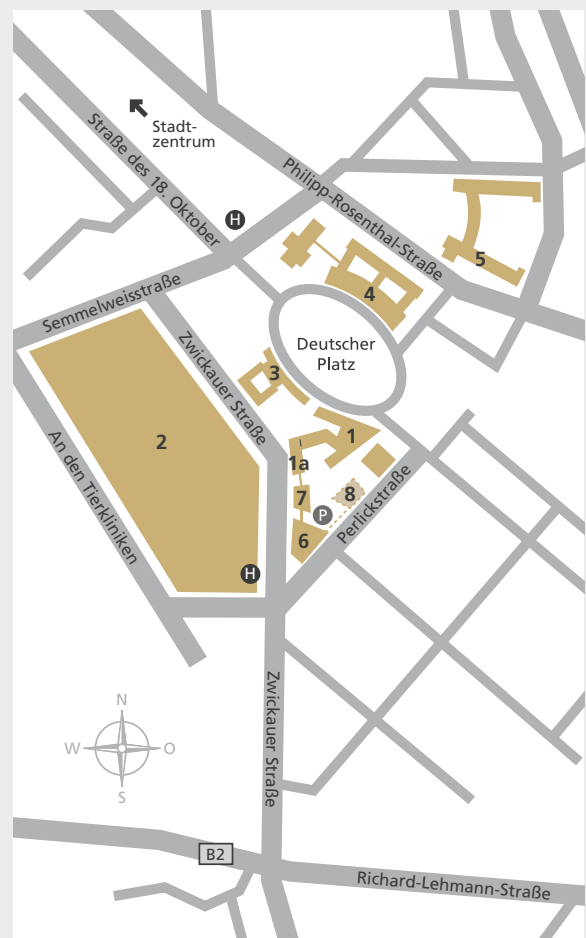 Stadt-
zentrum
Straße des 18. Oktober
H
Philipp-Rosenthal-Straße
5
Semmelweisstraße
4
Deutscher
Platz
Zwickauer Straße
3
2
1
1a
An den Tierkliniken
7
8
P
Perlickstraße
6
H
Zwickauer Straße
N
W
O
S
B2
Richard-Lehmann-Straße